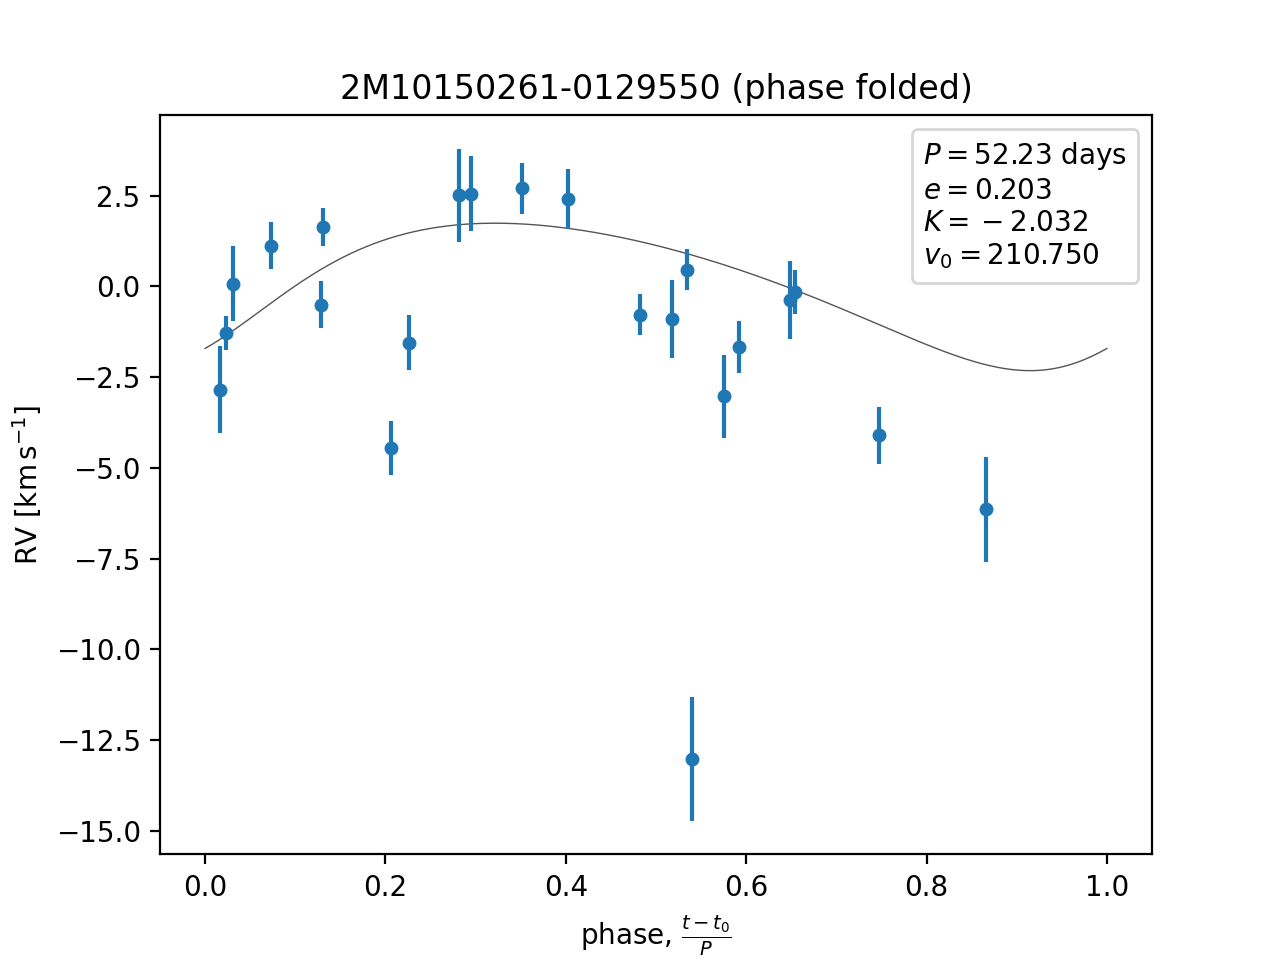 2M10150261-0129550 (phase folded)
P = 52.23 days
e = 0.203
K = −2.032
v₀ = 210.750
RV [km s⁻¹]
2.5
0.0
−2.5
−5.0
−7.5
−10.0
−12.5
−15.0
0.0 0.2 0.4 0.6 0.8 1.0
phase, (t − t₀)/P